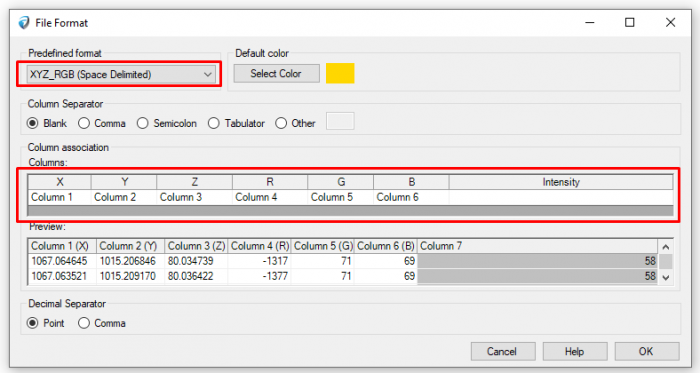 File Format
Predefined format
Default color
XYZ_RGB (Space Delimited)
Select Color
Column Separator
Blank
Comma
Semicolon
Tabulator
Other
Column association
Columns:
X Y Z R G B Intensity
Column 1 Column 2 Column 3 Column 4 Column 5 Column 6
Preview:
Column 1 (X) Column 2 (Y) Column 3 (Z) Column 4 (R) Column 5 (G) Column 6 (B) Column 7
1067.064645 1015.206846 80.034739 -1317 71 69 58
1067.063521 1015.209170 80.036422 -1377 71 69 58
Decimal Separator
Point
Comma
Cancel
Help
OK